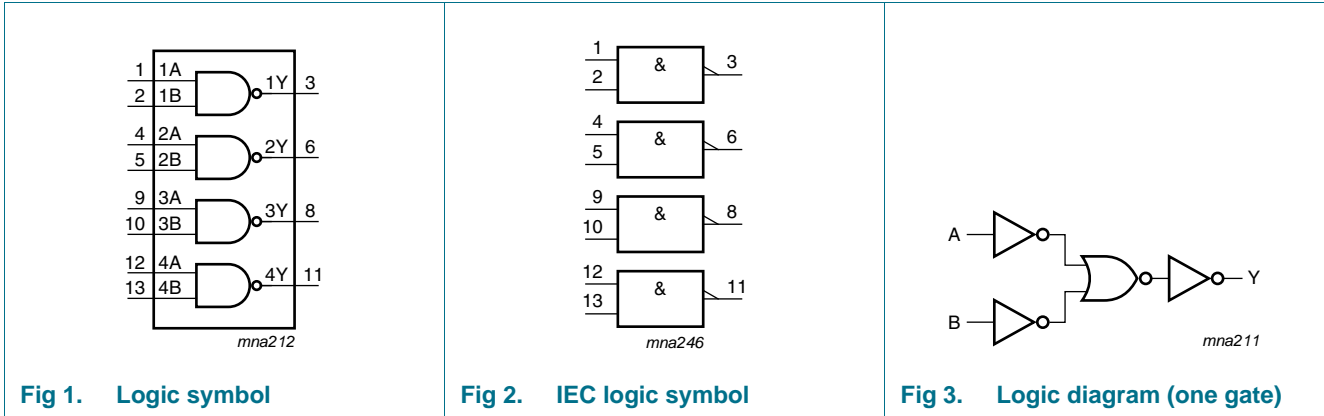 1 1A
2 1B
1Y 3
4 2A
5 2B
2Y 6
9 3A
10 3B
3Y 8
12 4A
13 4B
4Y 11
mna212
Fig 1. Logic symbol
1
2
&
3
4
5
&
6
9
10
&
8
12
13
&
11
mna246
Fig 2. IEC logic symbol
A
B
Y
mna211
Fig 3. Logic diagram (one gate)